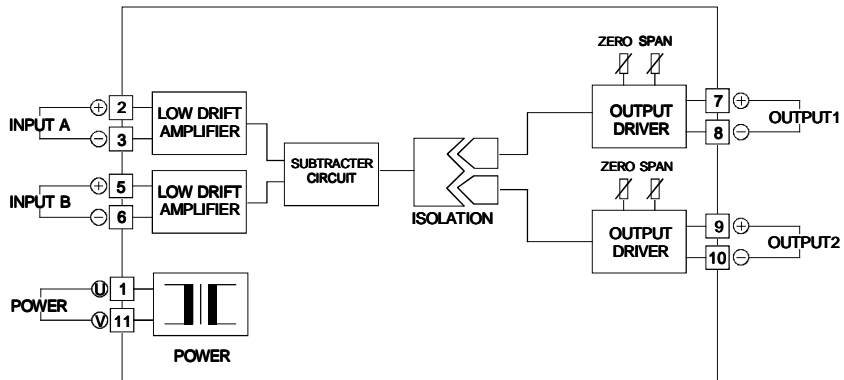 ZERO SPAN
INPUT A
+ 2
− 3
LOW DRIFT
AMPLIFIER
OUTPUT
DRIVER
7 +
8 −
OUTPUT1
SUBTRACTER
CIRCUIT
INPUT B
+ 5
− 6
LOW DRIFT
AMPLIFIER
ISOLATION
ZERO SPAN
OUTPUT
DRIVER
9 +
10 −
OUTPUT2
POWER
U 1
V 11
POWER